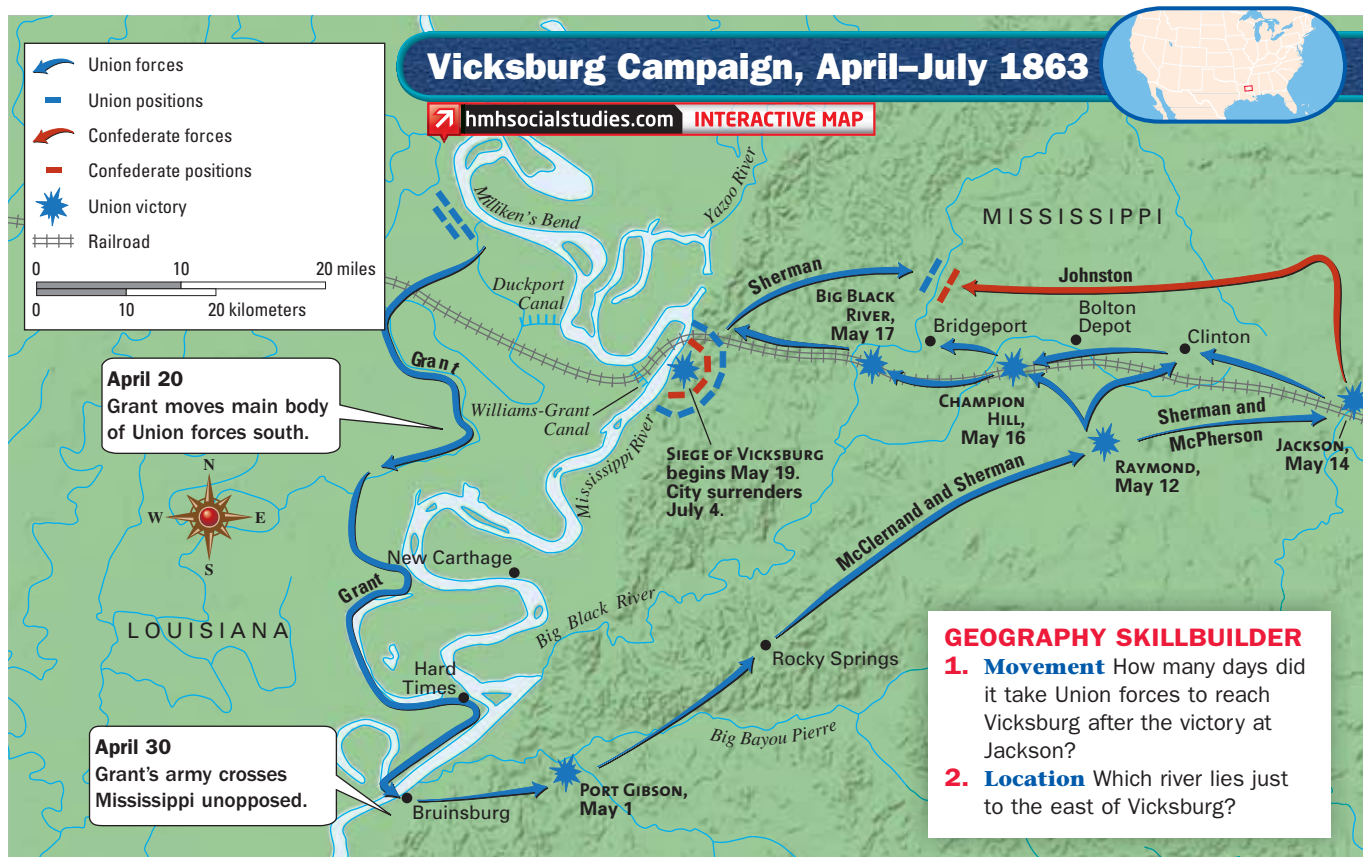 Vicksburg Campaign, April–July 1863
hmhsocialstudies.com INTERACTIVE MAP
Union forces
Union positions
Confederate forces
Confederate positions
Union victory
Railroad
0 10 20 miles
0 10 20 kilometers
Milliken's Bend
Yazoo River
MISSISSIPPI
Duckport
Canal
Sherman
Johnston
BIG BLACK
RIVER,
May 17
Bridgeport
Bolton
Depot
Clinton
Grant
April 20
Grant moves main body
of Union forces south.
Williams-Grant
Canal
Mississippi River
SIEGE OF VICKSBURG
begins May 19.
City surrenders
July 4.
CHAMPION
HILL,
May 16
Sherman and
McPherson
JACKSON,
May 14
RAYMOND,
May 12
McClernand and Sherman
N
W E
S
New Carthage
Grant
Big Black River
LOUISIANA
Hard
Times
Rocky Springs
Big Bayou Pierre
April 30
Grant's army crosses
Mississippi unopposed.
Bruinsburg
PORT GIBSON,
May 1
GEOGRAPHY SKILLBUILDER
1. Movement How many days did
it take Union forces to reach
Vicksburg after the victory at
Jackson?
2. Location Which river lies just
to the east of Vicksburg?